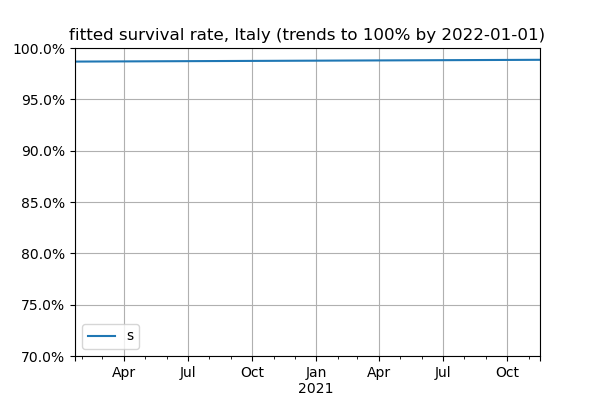 fitted survival rate, Italy (trends to 100% by 2022-01-01)
100.0%
95.0%
90.0%
85.0%
80.0%
75.0%
70.0%
s
Apr Jul Oct Jan Apr Jul Oct
2021